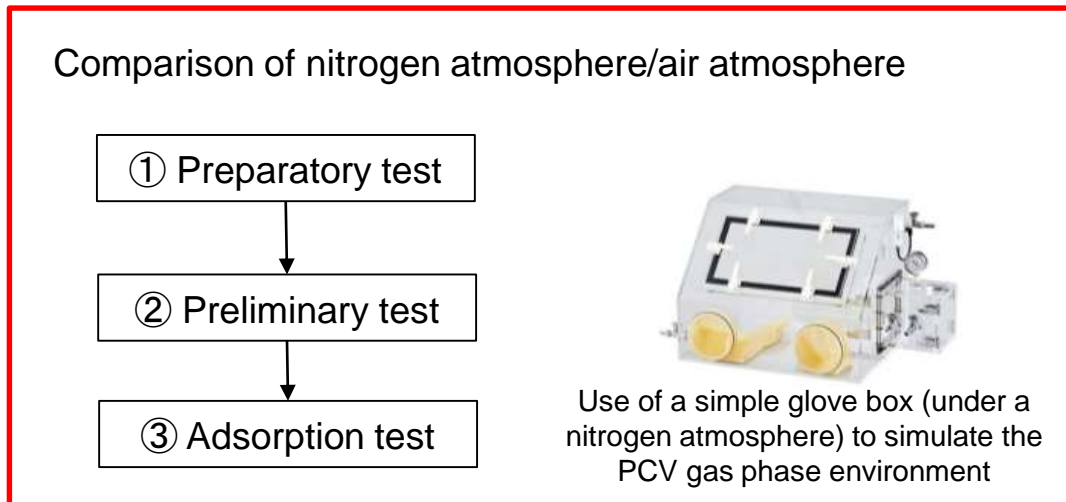 Comparison of nitrogen atmosphere/air atmosphere
① Preparatory test
② Preliminary test
③ Adsorption test
Use of a simple glove box (under a
nitrogen atmosphere) to simulate the
PCV gas phase environment